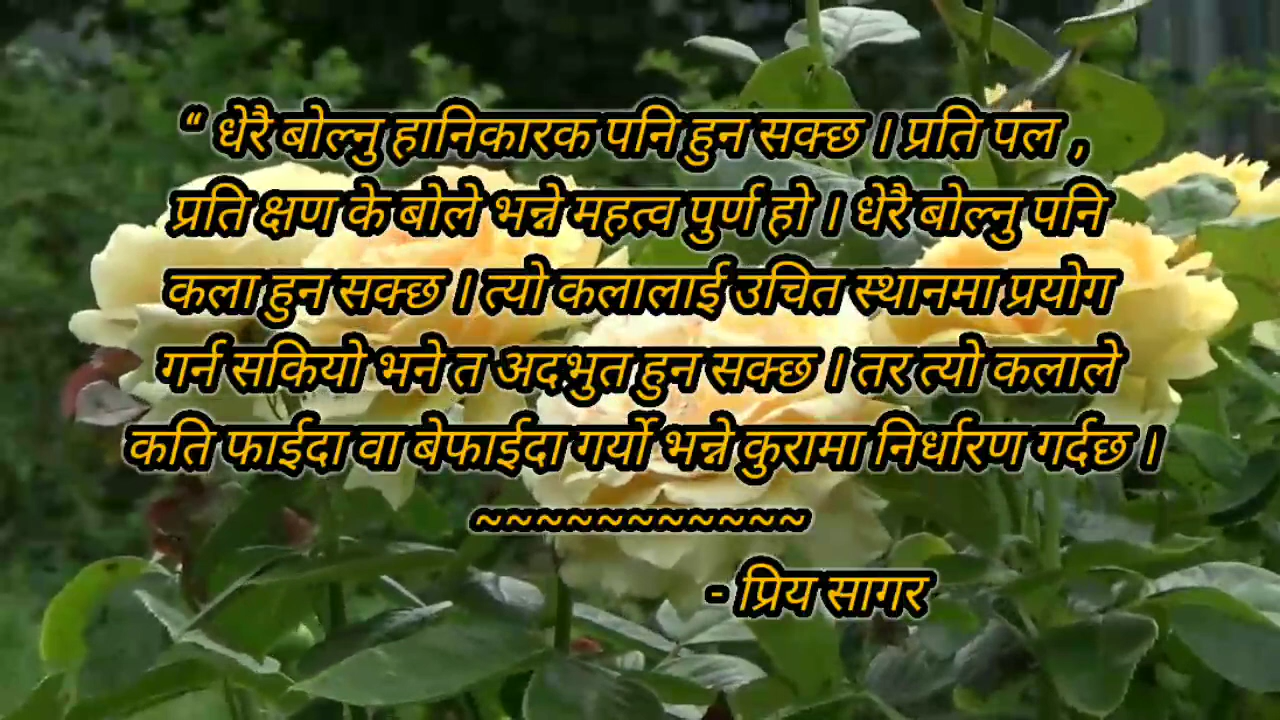 “ धेरै बोल्नु हानिकारक पनि हुन सक्छ । प्रति पल ,
प्रति क्षण के बोले भन्ने महत्व पुर्ण हो । धेरै बोल्नु पनि
कला हुन सक्छ । त्यो कलालाई उचित स्थानमा प्रयोग
गर्न सकियो भने त अदभुत हुन सक्छ । तर त्यो कलाले
कति फाईदा वा बेफाईदा गर्यो भन्ने कुरामा निर्धारण गर्दछ ।
~~~~~~~~~~~
- प्रिय सागर